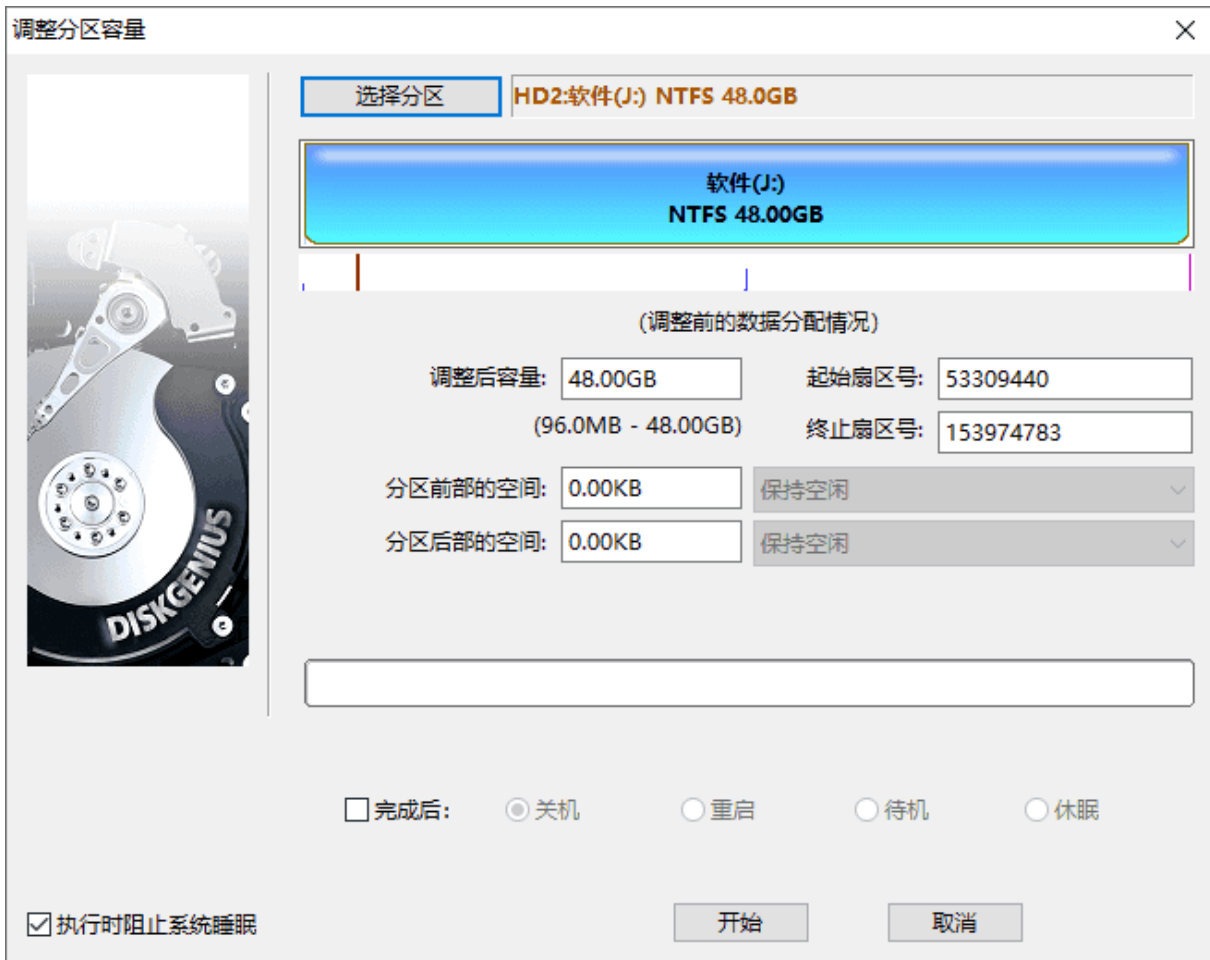 调整分区容量
选择分区
HD2:软件(J:) NTFS 48.0GB
软件(J:)
NTFS 48.00GB
(调整前的数据分配情况)
调整后容量: 48.00GB 起始扇区号: 53309440
(96.0MB - 48.00GB) 终止扇区号: 153974783
分区前部的空间: 0.00KB 保持空闲
分区后部的空间: 0.00KB 保持空闲
DISKGENIUS
完成后: 关机 重启 待机 休眠
执行时阻止系统睡眠 开始 取消